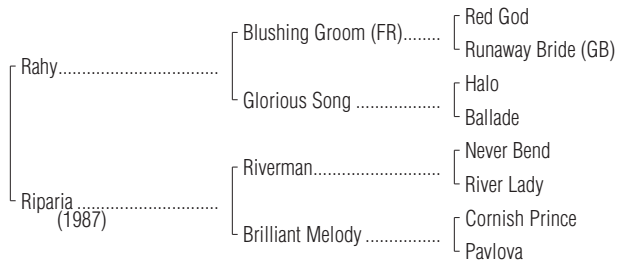 Red God
Blushing Groom (FR)........
Runaway Bride (GB)
Rahy.................................
Halo
Glorious Song .................
Ballade
Never Bend
Riverman.........................
River Lady
Riparia ............................
(1987)
Cornish Prince
Brilliant Melody ...............
Pavlova